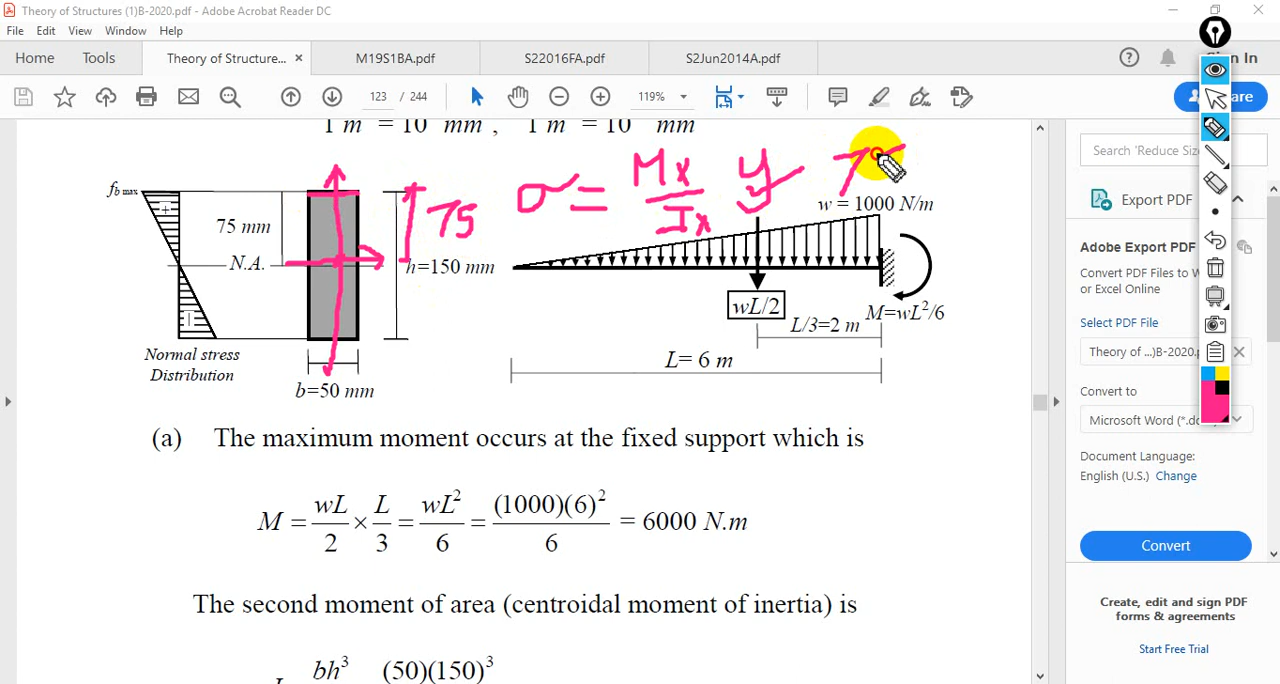 Theory of Structures (1)B-2020.pdf - Adobe Acrobat Reader DC
File Edit View Window Help
Home Tools Theory of Structure... × M19S1BA.pdf S22016FA.pdf S2Jun2014A.pdf Sign In
123 / 244 119% Share
1 m = 10 mm , 1 m = 10 mm
Search 'Reduce Size
σ = Mx/Ix y
fb max
75 mm
75
w = 1000 N/m
Export PDF
N.A.
h=150 mm
Adobe Export PDF
Convert PDF Files to W
or Excel Online
wL/2
M=wL²/6
L/3=2 m
Select PDF File
Normal stress
Distribution
L= 6 m
Theory of ...)B-2020.p ×
b=50 mm
Convert to
Microsoft Word (*.do
(a) The maximum moment occurs at the fixed support which is
Document Language:
English (U.S.) Change
M = wL/2 × L/3 = wL²/6 = (1000)(6)²/6 = 6000 N.m
Convert
The second moment of area (centroidal moment of inertia) is
Export, edit and sign PDF
forms & agreements
Start Free Trial
bh³ (50)(150)³